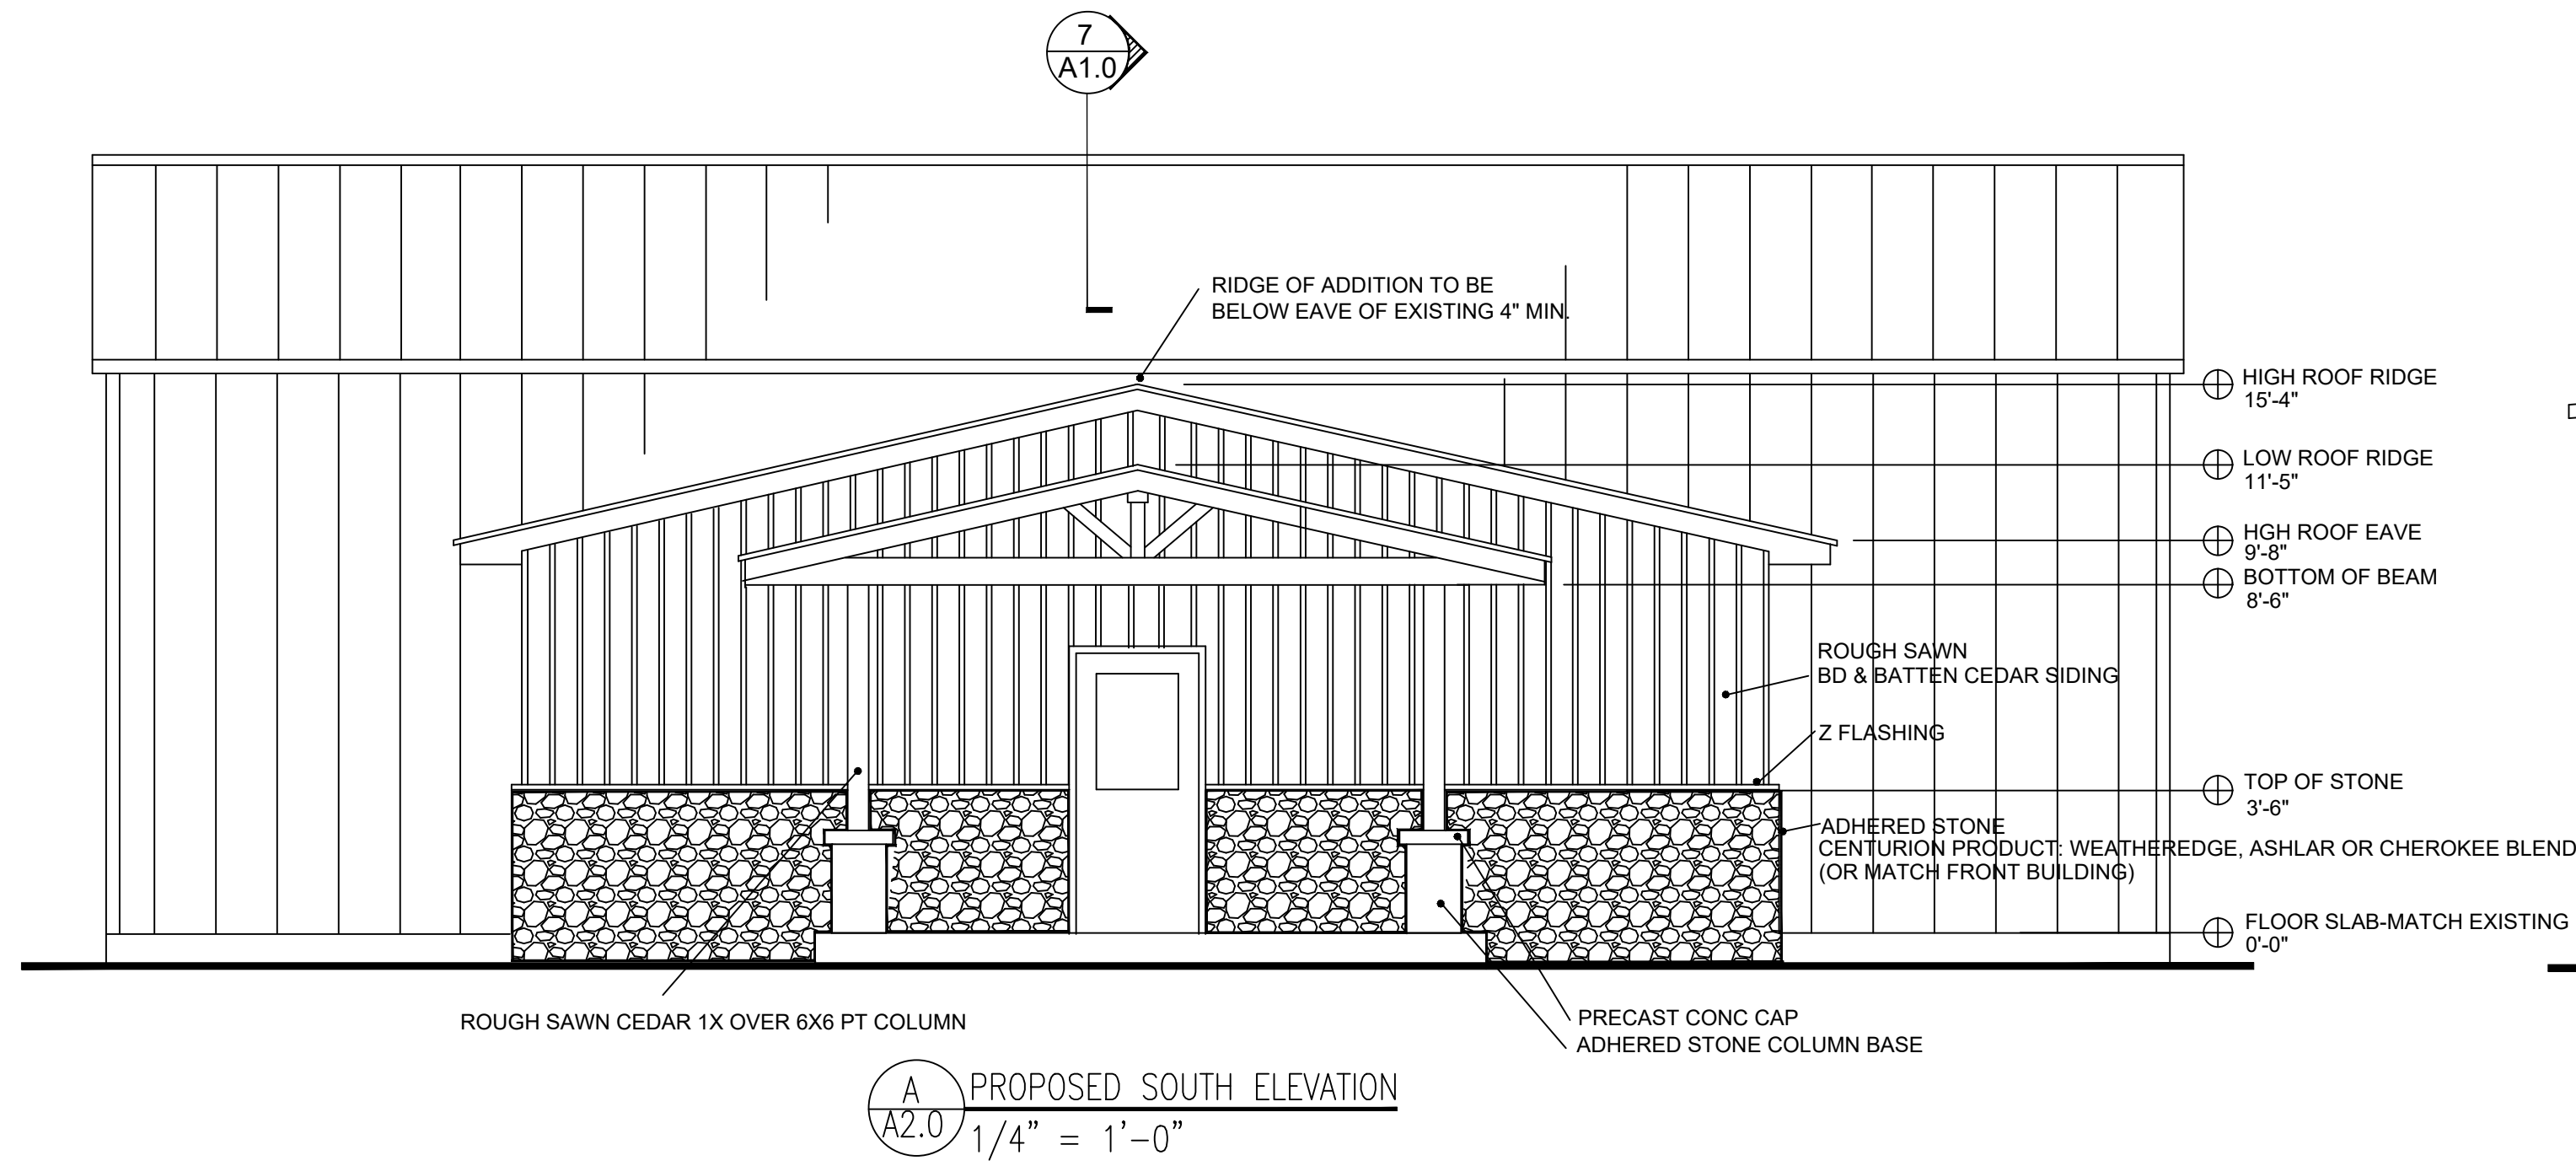 7
A1.0
RIDGE OF ADDITION TO BE
BELOW EAVE OF EXISTING 4" MIN.
HIGH ROOF RIDGE
15'-4"
LOW ROOF RIDGE
11'-5"
HGH ROOF EAVE
9'-8"
BOTTOM OF BEAM
8'-6"
ROUGH SAWN
BD & BATTEN CEDAR SIDING
Z FLASHING
TOP OF STONE
3'-6"
ADHERED STONE
CENTURION PRODUCT: WEATHEREDGE, ASHLAR OR CHEROKEE BLEND
(OR MATCH FRONT BUILDING)
FLOOR SLAB-MATCH EXISTING
0'-0"
ROUGH SAWN CEDAR 1X OVER 6X6 PT COLUMN
PRECAST CONC CAP
ADHERED STONE COLUMN BASE
A
A2.0
PROPOSED SOUTH ELEVATION
1/4" = 1'-0"